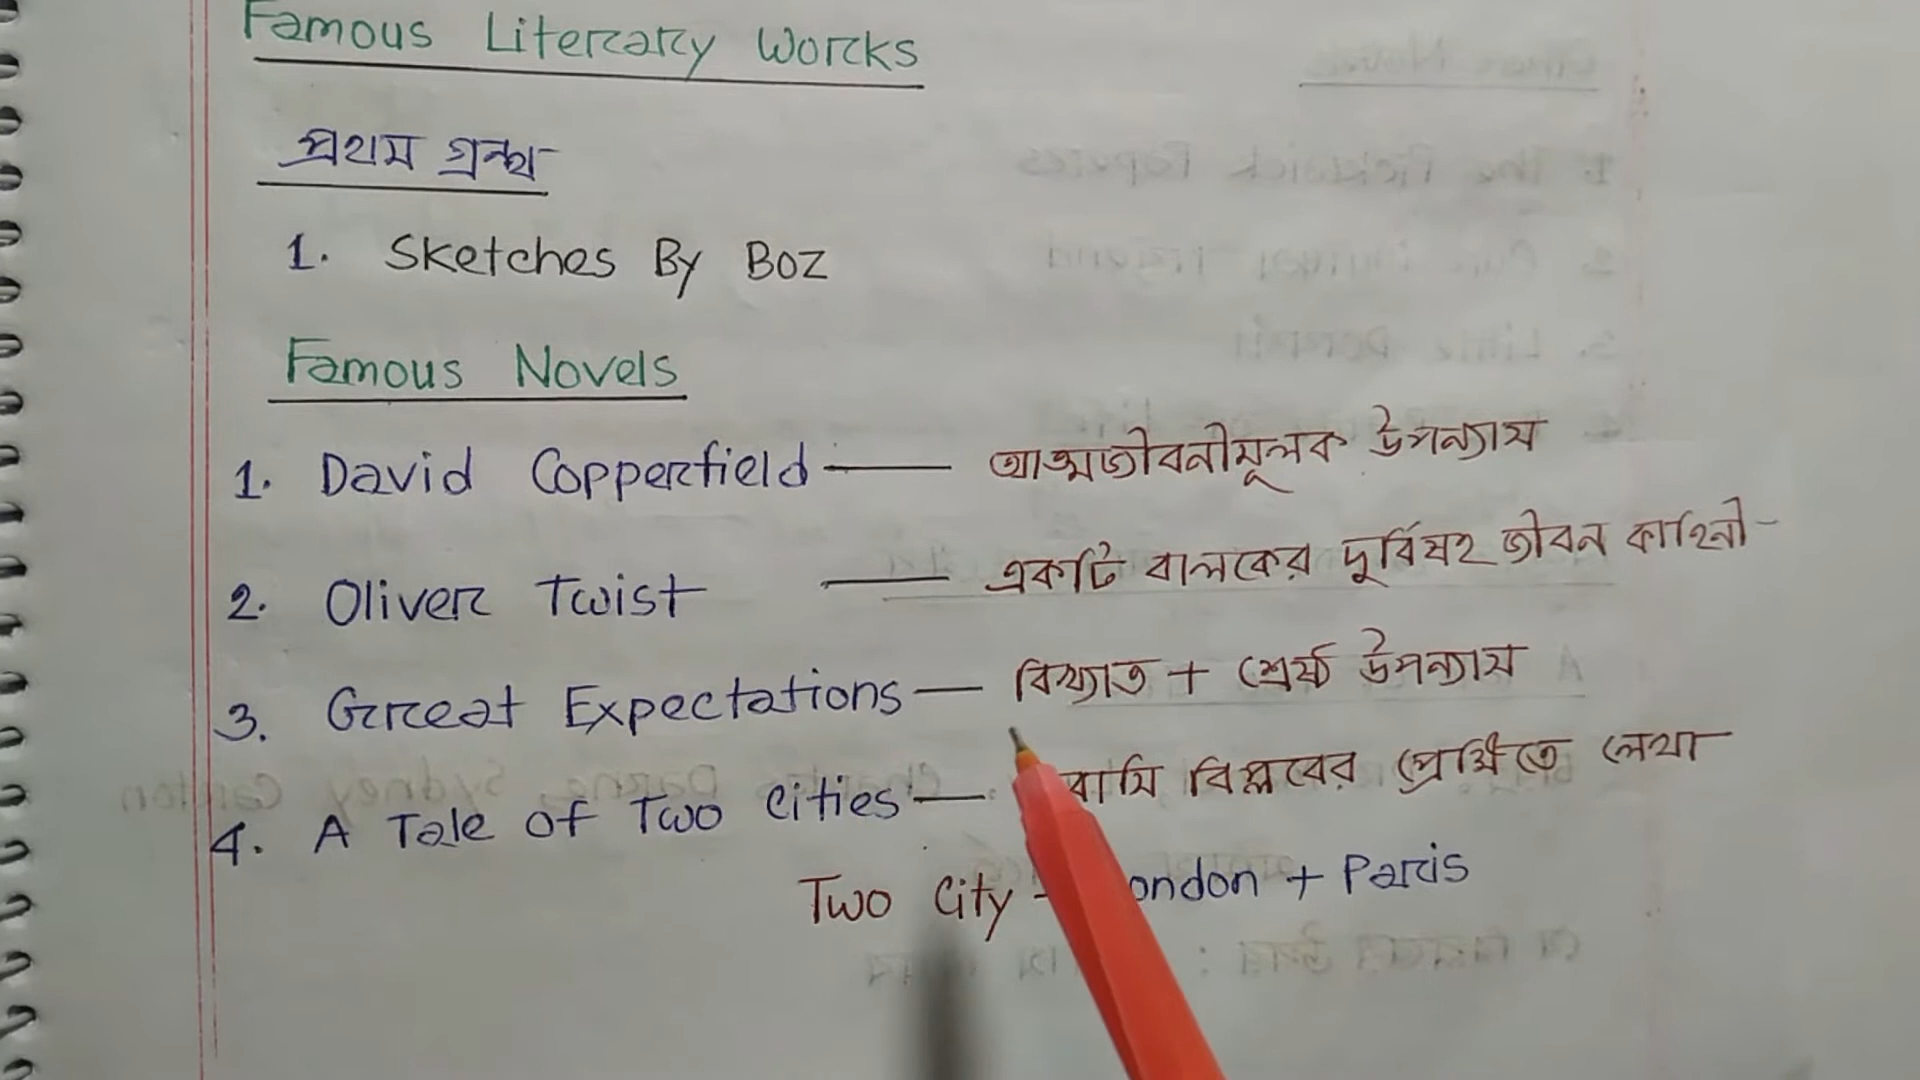 Famous Literary Works
প্রথম গ্রন্থ
1. Sketches By Boz
Famous Novels
1. David Copperfield — আত্মজীবনীমূলক উপন্যাস
2. Oliver Twist — একটি বালকের দুর্বিষহ জীবন কাহিনী
3. Great Expectations — বিখ্যাত + শ্রেষ্ঠ উপন্যাস
4. A Tale of Two Cities — বিপ্লবের প্রেক্ষিতে লেখা
Two City - + Paris